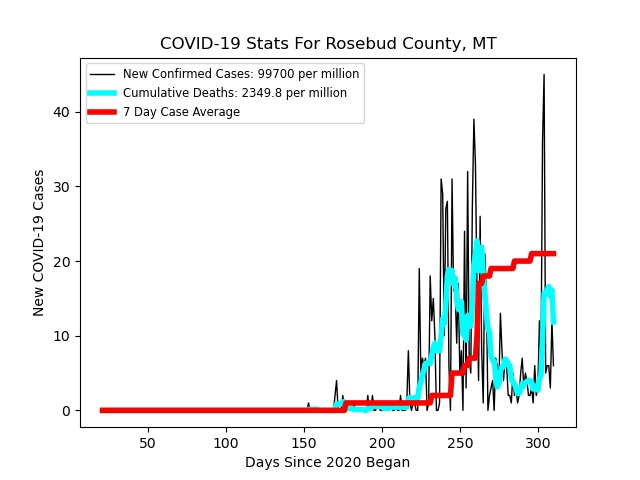 COVID-19 Stats For Rosebud County, MT
New Confirmed Cases: 99700 per million
Cumulative Deaths: 2349.8 per million
7 Day Case Average
New COVID-19 Cases
40
30
20
10
0
50 100 150 200 250 300
Days Since 2020 Began